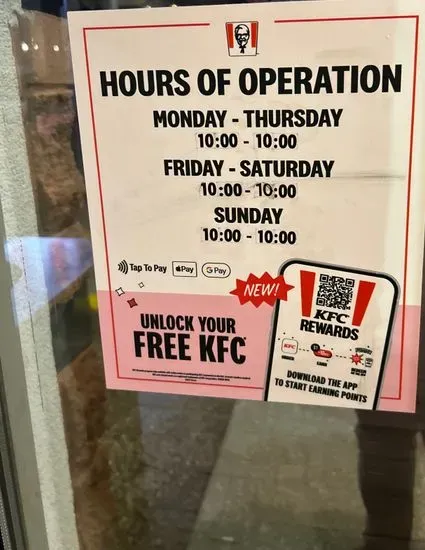 HOURS OF OPERATION
MONDAY - THURSDAY
10:00 - 10:00
FRIDAY - SATURDAY
10:00 - 10:00
SUNDAY
10:00 - 10:00
Tap To Pay
Pay
G Pay
NEW!
UNLOCK YOUR
FREE KFC
KFC
REWARDS
KFC
DOWNLOAD THE APP
TO START EARNING POINTS